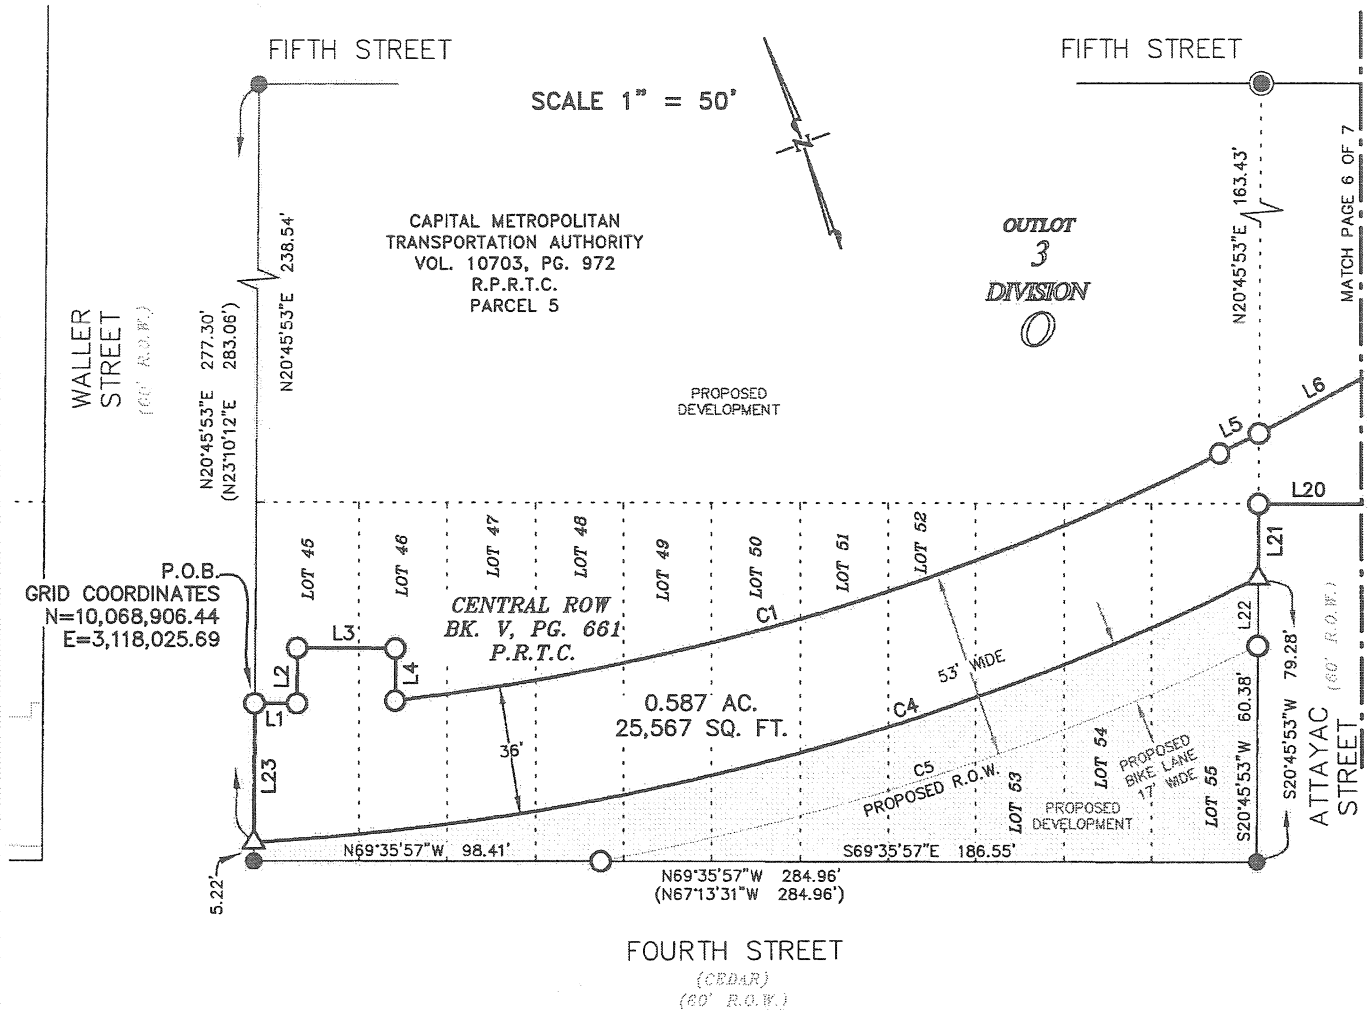 FIFTH STREET
FIFTH STREET
SCALE 1" = 50'
N
MATCH PAGE 6 OF 7
N20°45'53"E 163.43'
CAPITAL METROPOLITAN
TRANSPORTATION AUTHORITY
VOL. 10703, PG. 972
R.P.R.T.C.
PARCEL 5
OUTLOT
3
DIVISION
O
N20°45'53"E 238.54'
N20°45'53"E 277.30'
(N23°10'12"E 283.06')
WALLER
STREET
(60' R.O.W.)
PROPOSED
DEVELOPMENT
L5
L6
L20
L21
LOT 45
LOT 46
LOT 47
LOT 48
LOT 49
LOT 50
LOT 51
LOT 52
P.O.B.
GRID COORDINATES
N=10,068,906.44
E=3,118,025.69
CENTRAL ROW
BK. V, PG. 661
P.R.T.C.
C1
L3
L2
L4
L1
L22
53' WIDE
0.587 AC.
25,567 SQ. FT.
C4
36'
L23
C5
PROPOSED R.O.W.
LOT 53
LOT 54
LOT 55
PROPOSED
BIKE LANE
17' WIDE
PROPOSED
DEVELOPMENT
S20°45'53"W 60.38'
S20°45'53"W 79.28'
ATTAYAC
STREET
(60' R.O.W.)
N69°35'57"W 98.41'
S69°35'57"E 186.55'
5.22'
N69°35'57"W 284.96'
(N67°13'31"W 284.96')
FOURTH STREET
(CEDAR)
(60' R.O.W.)